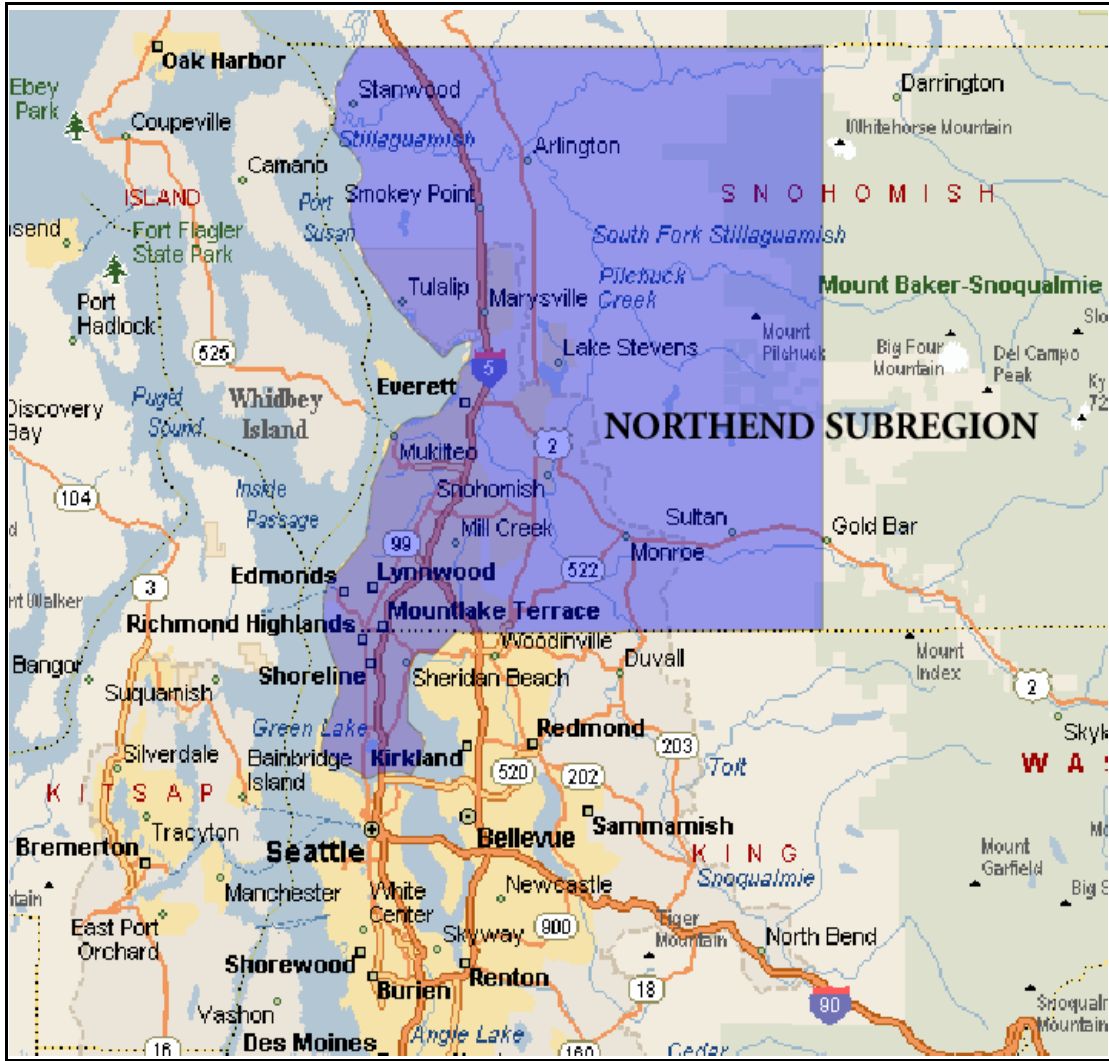 Oak Harbor
Ebey
Park
Coupeville
Camano
ISLAND
Fort Flagler
State Park
Port
Hadlock
525
Port
Susan
Stanwood
Stillaguamish
Arlington
Smokey Point
Darrington
Whitehorse Mountain
SNOHOMISH
South Fork Stillaguamish
Pilchuck
Creek
Mount Baker-Snoqualmie
Tulalip
Marysville
Mount
Pilchuck
Big Four
Mountain
Del Campo
Peak
Lake Stevens
5
Everett
Puget
Sound
Whidbey
Island
Discovery
Bay
NORTHEND SUBREGION
Mukilteo
2
Snohomish
Inside
Passage
104
99
Mill Creek
Sultan
Gold Bar
Monroe
522
3
Edmonds
Lynnwood
Mountlake Terrace
Richmond Highlands
Woodinville
Duvall
Mount
Index
2
Bangor
Suquamish
Shoreline
Sheridan Beach
Green Lake
Kirkland
Redmond
203
Tolt
Silverdale
Bainbridge
Island
520
202
KITSAP
Tracyton
Bremerton
Seattle
Bellevue
Sammamish
KING
Snoqualmie
Mount
Garfield
Manchester
White
Center
Newcastle
900
East Port
Orchard
Skyway
Tiger
Mountain
North Bend
Shorewood
Renton
Burien
18
90
Vashon
Des Moines
Angle Lake
16
Cedar
Mountain